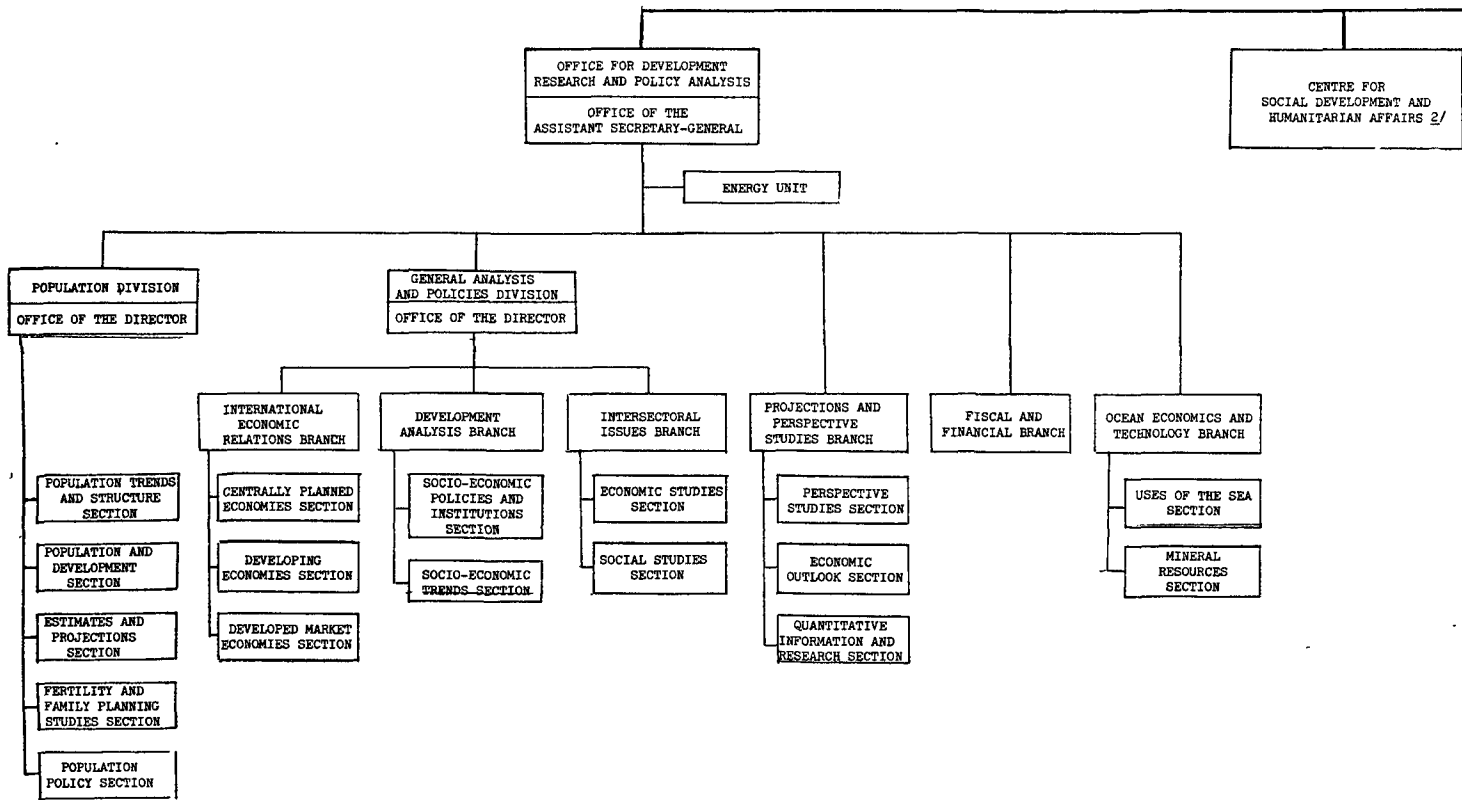 OFFICE FOR DEVELOPMENT
RESEARCH AND POLICY ANALYSIS
OFFICE OF THE
ASSISTANT SECRETARY-GENERAL
CENTRE FOR
SOCIAL DEVELOPMENT AND
HUMANITARIAN AFFAIRS 2/
ENERGY UNIT
POPULATION DIVISION
OFFICE OF THE DIRECTOR
GENERAL ANALYSIS
AND POLICIES DIVISION
OFFICE OF THE DIRECTOR
INTERNATIONAL
ECONOMIC
RELATIONS BRANCH
DEVELOPMENT
ANALYSIS BRANCH
INTERSECTORAL
ISSUES BRANCH
PROJECTIONS AND
PERSPECTIVE
STUDIES BRANCH
FISCAL AND
FINANCIAL BRANCH
OCEAN ECONOMICS AND
TECHNOLOGY BRANCH
POPULATION TRENDS
AND STRUCTURE
SECTION
POPULATION AND
DEVELOPMENT
SECTION
ESTIMATES AND
PROJECTIONS
SECTION
FERTILITY AND
FAMILY PLANNING
STUDIES SECTION
POPULATION
POLICY SECTION
CENTRALLY PLANNED
ECONOMIES SECTION
DEVELOPING
ECONOMIES SECTION
DEVELOPED MARKET
ECONOMIES SECTION
SOCIO-ECONOMIC
POLICIES AND
INSTITUTIONS
SECTION
SOCIO-ECONOMIC
TRENDS SECTION
ECONOMIC STUDIES
SECTION
SOCIAL STUDIES
SECTION
PERSPECTIVE
STUDIES SECTION
ECONOMIC
OUTLOOK SECTION
QUANTITATIVE
INFORMATION AND
RESEARCH SECTION
USES OF THE SEA
SECTION
MINERAL
RESOURCES
SECTION